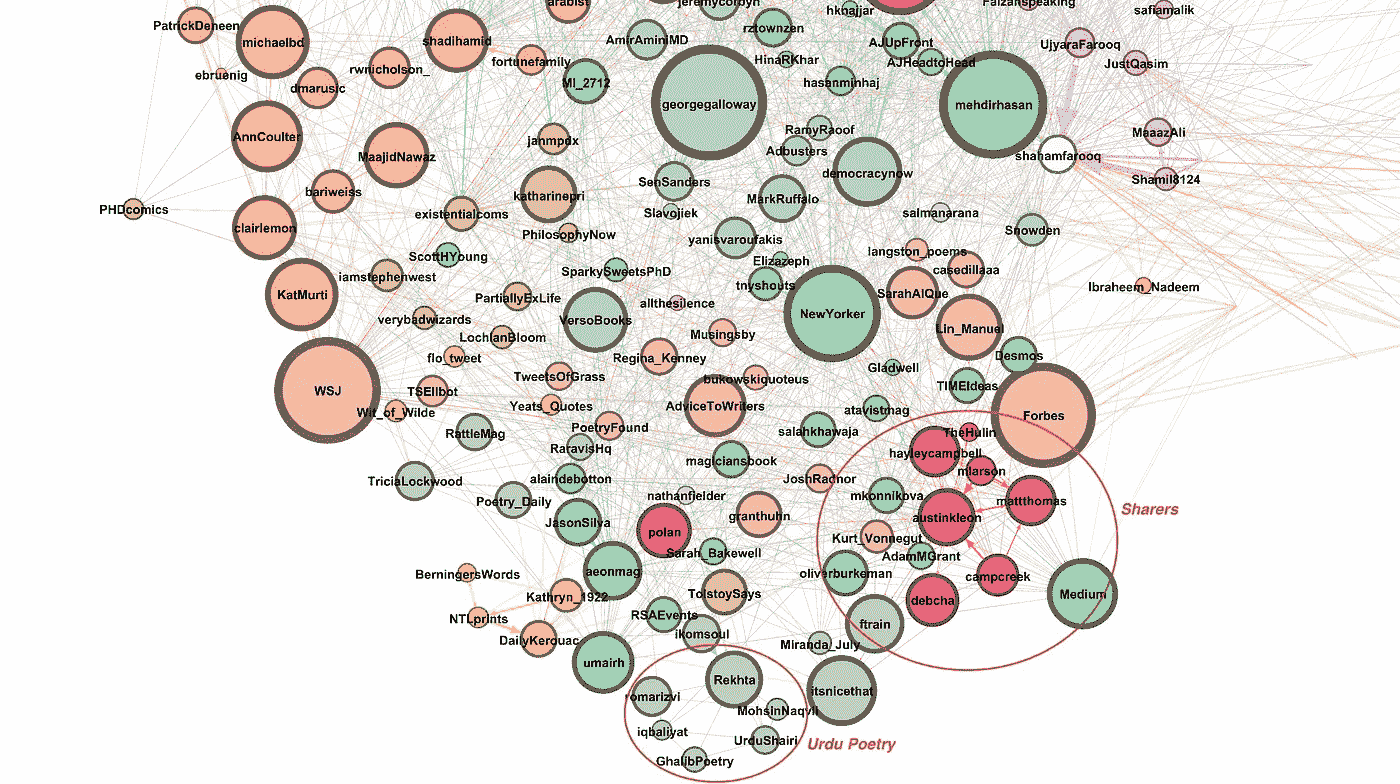 arabist
jeremycorbyn
hknajjar
Faizanspeaking
safiamalik
PatrickDeneen
michaelbd
shadihamid
AmirAminiMD
rztownzen
AJUpFront
UjyaraFarooq
ebruenig
rwnicholson_
fortunefamily
HinaRKhar
AJHeadtoHead
JustQasim
dmarusic
MI_2712
hasanminhaj
georgegalloway
mehdirhasan
AnnCoulter
MaajidNawaz
janmpdx
RamyRaoof
Adbusters
MaaazAli
shahamfarooq
bariweiss
katharinepri
SenSanders
MarkRuffalo
democracynow
Shamil8124
PHDcomics
existentialcoms
Slavojiek
salmanarana
clairlemon
PhilosophyNow
yanisvaroufakis
Snowden
ScottHYoung
Elizazeph
langston_poems
iamstephenwest
SparkySweetsPhD
tnyshouts
casedillaaa
KatMurti
PartiallyExLife
allthesilence
SarahAlQue
Ibraheem_Nadeem
verybadwizards
VersoBooks
NewYorker
Lin_Manuel
LochlanBloom
Musingsby
flo_tweet
Regina_Kenney
Gladwell
Desmos
WSJ
TSElibot
TweetsOfGrass
bukowskiquoteus
TIMEIdeas
Wit_of_Wilde
Yeats_Quotes
AdviceToWriters
atavistmag
Forbes
RattleMag
PoetryFound
salahkhawaja
TheHulin
RaravisHq
magiciansbook
hayleycampbell
TriciaLockwood
alaindebotton
JoshRadnor
mlarson
Poetry_Daily
nathanfielder
mkonnikova
mattthomas
JasonSilva
granthuhn
austinkleon
Sharers
polan
Kurt_Vonnegut
Sarah_Bakewell
AdamMGrant
BerningersWords
aeonmag
oliverburkeman
campcreek
Kathryn_1922
TolstoySays
debcha
Medium
NTLprints
RSAEvents
ftrain
DailyKerouac
ikomsoul
Miranda_July
umairh
Rekhta
itsnicethat
omarizvi
MohsinNaqvii
iqbaliyat
UrduShairi
Urdu Poetry
GhalibPoetry